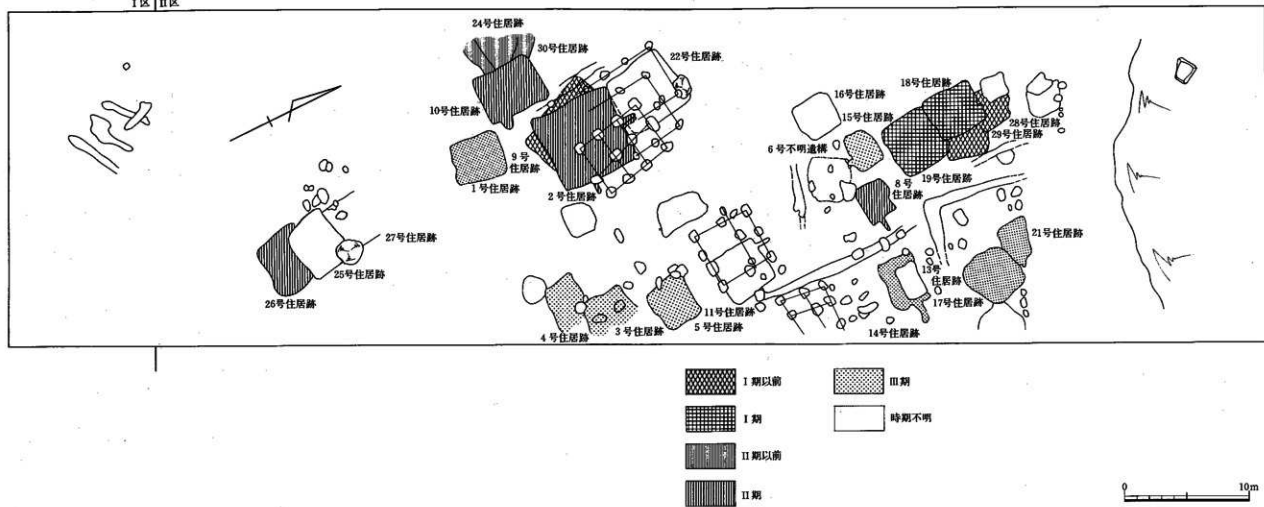 I区 II区
24号住居跡
30号住居跡
22号住居跡
10号住居跡
9号
住居跡
1号住居跡
2号住居跡
27号住居跡
25号住居跡
26号住居跡
16号住居跡
18号住居跡
15号住居跡
28号住居跡
29号住居跡
6号不明遺構
8号
住居跡
19号住居跡
21号住居跡
13号
住居跡
17号住居跡
11号住居跡
14号住居跡
4号住居跡
3号住居跡
5号住居跡
I期以前
III期
I期
時期不明
II期以前
II期
0 10m